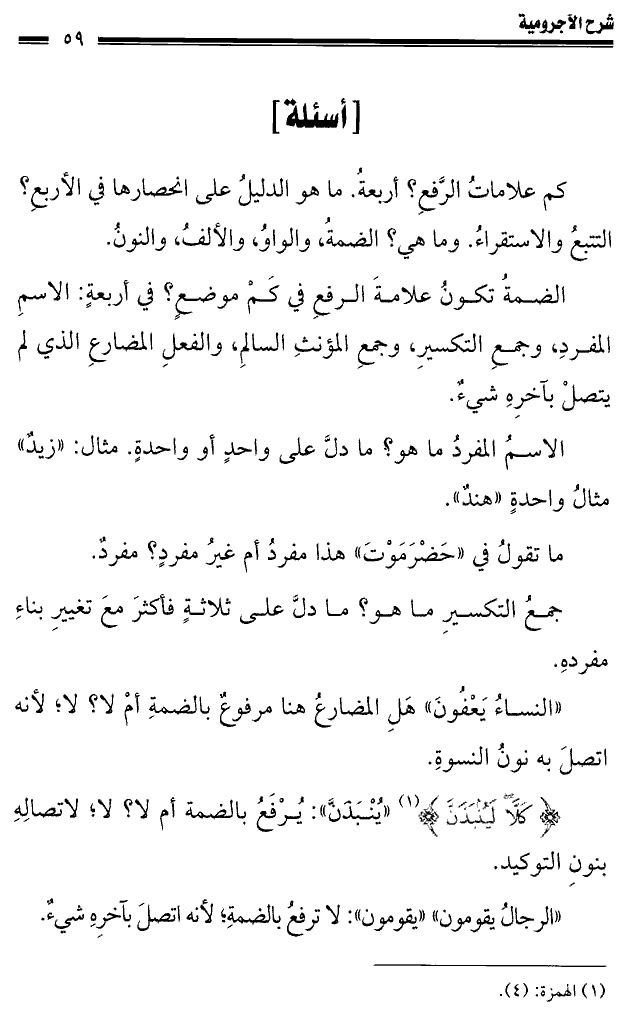 شرح الآجرومية
٥٩
[أسئلة]
كم علاماتُ الرَّفعِ؟ أربعةُ. ما هو الدليلُ على انحصارها في الأربعِ؟
التتبعُ والاستقراءُ. وما هي؟ الضمةُ، والواوُ، والألفُ، والنونُ.
الضمةُ تكونُ علامةَ الرفعِ في كَمْ موضعٍ؟ في أربعةٍ: الاسمِ
المفردِ، وجمعِ التكسيرِ، وجمعِ المؤنثِ السالمِ، والفعلِ المضارعِ الذي لم
يتصلْ بآخرِهِ شيءٌ.
الاسمُ المفردُ ما هو؟ ما دلَّ على واحدٍ أو واحدةٍ. مثال: «زيدٌ»
مثالُ واحدةٍ «هندٌ».
ما تقولُ في «حَضْرَمَوْتَ» هذا مفردُ أم غيرُ مفردٍ؟ مفردٌ.
جمعُ التكسيرِ ما هو؟ ما دلَّ على ثلاثةٍ فأكثرَ معَ تغييرِ بناءِ
مفردهِ.
«النساءُ يَعْفُونَ» هَلِ المضارعُ هنا مرفوعٌ بالضمةِ أمْ لا؟ لا؛ لأنه
اتصلَ به نونُ النسوةِ.
﴿كَلَّا لَيُنۢبَذَنَّ﴾(١) «يُنْبَذَنَّ»: يُرْفَعُ بالضمة أم لا؟ لا؛ لاتصالِهِ
بنونِ التوكيد.
«الرجالُ يقومون» «يقومون»: لا ترفعُ بالضمةِ؛ لأنه اتصلَ بآخرِهِ شيءٌ.
(١) الهمزة: (٤).